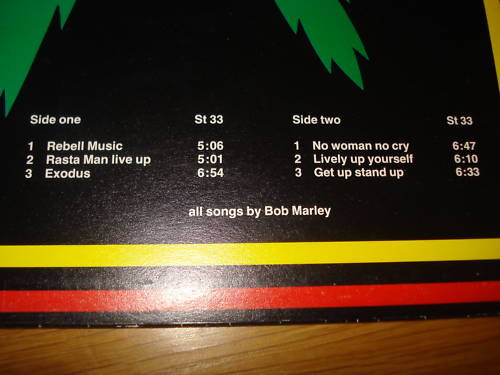 Side one St 33
1 Rebell Music 5:06
2 Rasta Man live up 5:01
3 Exodus 6:54
Side two St 33
1 No woman no cry 6:47
2 Lively up yourself 6:10
3 Get up stand up 6:33
all songs by Bob Marley